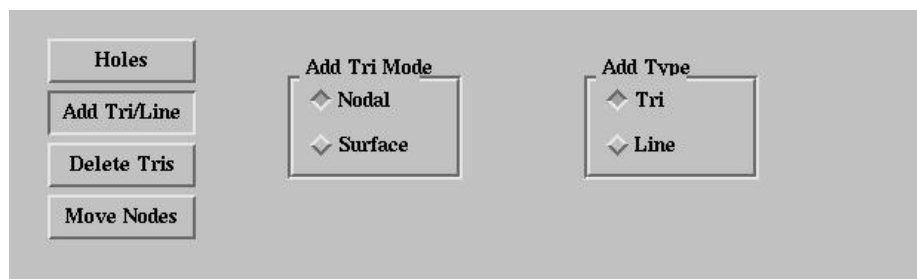 Holes
Add Tri/Line
Delete Tris
Move Nodes
Add Tri Mode
Nodal
Surface
Add Type
Tri
Line